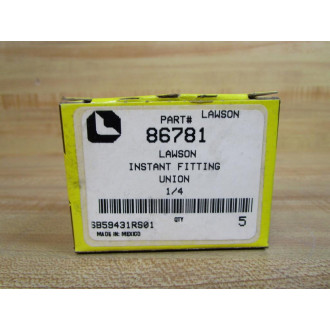 PART# LAWSON
86781
LAWSON
INSTANT FITTING
UNION
1/4
SB59431RS01 QTY 5
MADE IN: MEXICO